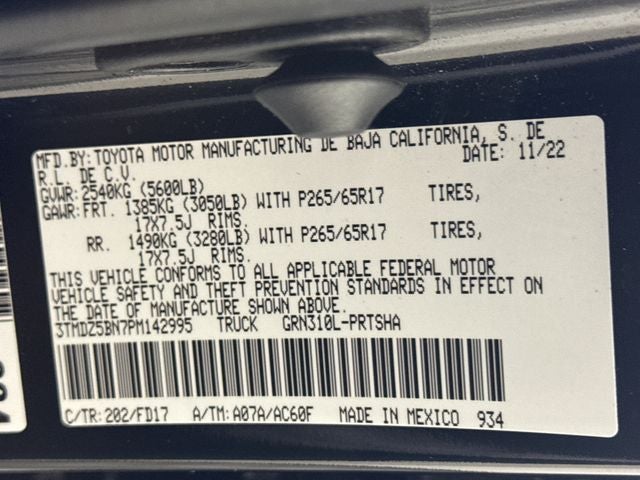 MFD.BY: TOYOTA MOTOR MANUFACTURING DE BAJA CALIFORNIA, S. DE
R.L. DE C.V. DATE: 11/22
GVWR: 2540KG (5600LB)
GAWR: FRT. 1385KG (3050LB) WITH P265/65R17 TIRES,
17X7.5J RIMS.
RR. 1490KG (3280LB) WITH P265/65R17 TIRES,
17X7.5J RIMS.
THIS VEHICLE CONFORMS TO ALL APPLICABLE FEDERAL MOTOR
VEHICLE SAFETY AND THEFT PREVENTION STANDARDS IN EFFECT ON
THE DATE OF MANUFACTURE SHOWN ABOVE.
3TMDZ5BN7PM142995 TRUCK GRN310L-PRTSHA
C/TR: 202/FD17 A/TM: A07A/AC60F MADE IN MEXICO 934